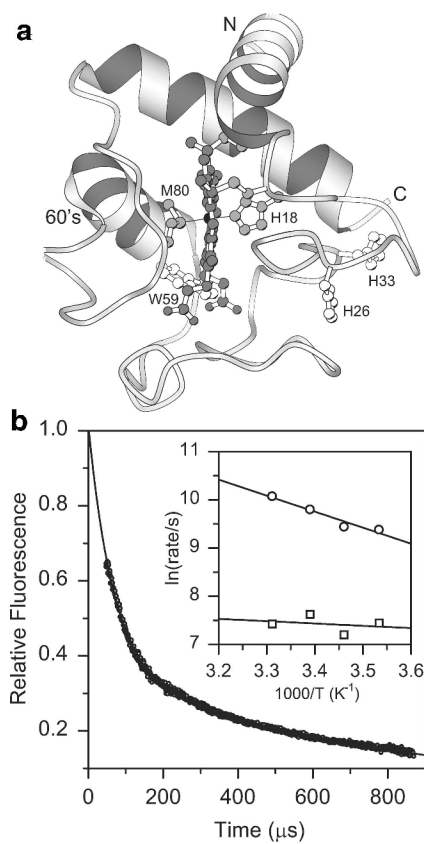 a
N
M80
H18
60's
C
H33
W59
H26
b
1.0
0.8
0.6
0.4
0.2
Relative Fluorescence
11
10
9
8
7
ln(rate/s)
3.2 3.3 3.4 3.5 3.6
1000/T (K⁻¹)
0 200 400 600 800
Time (μs)